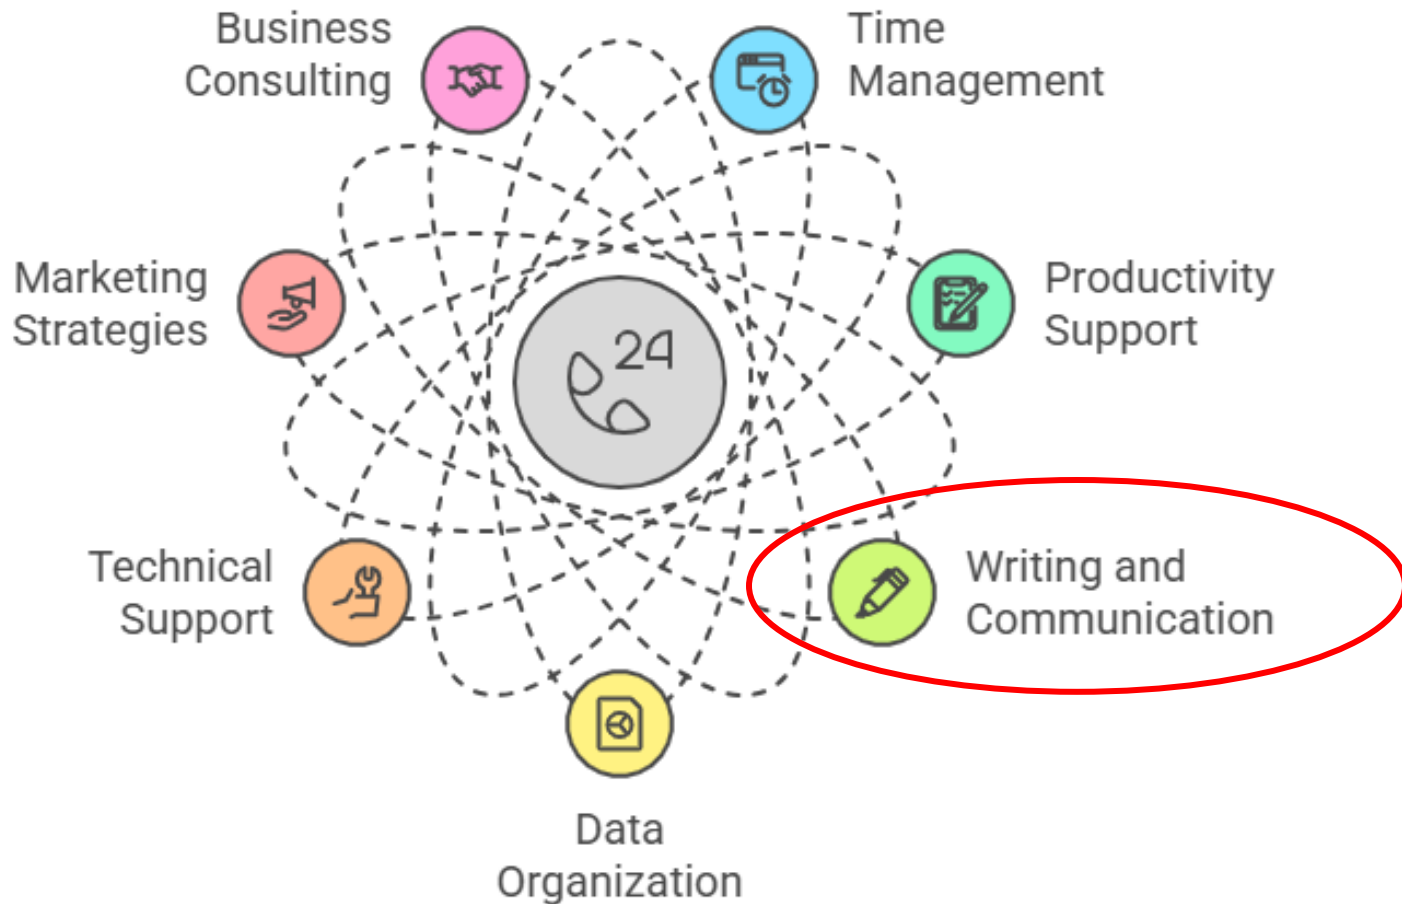 Business
Consulting
Time
Management
Marketing
Strategies
Productivity
Support
24
Technical
Support
Writing and
Communication
Data
Organization